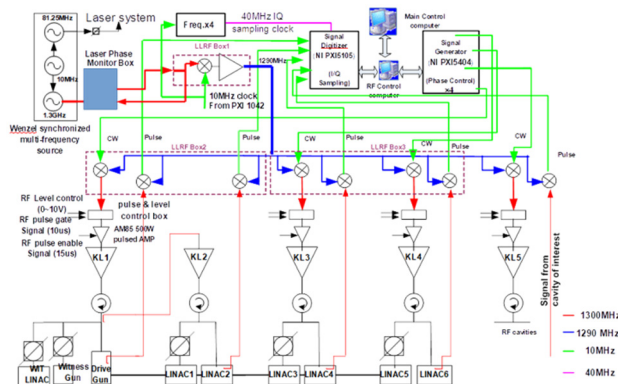 81.25MHz
Laser system
10MHz
1.3GHz
Wenzel synchronized
multi-frequency
source
Laser Phase
Monitor Box
Freq.x4
40MHz IQ
sampling clock
LLRF Box1
1290MHz
10MHz clock
From PXI 1042
Signal
Digitizer
(NI PXI5105)
(I/Q
Sampling)
Main Control
computer
RF Control
computer
Signal
Generator
(NI PXI5404)
(Phase Control)
x4
CW
Pulse
Pulse
CW
Pulse
CW
Pulse
CW
Pulse
LLRF Box2
LLRF Box3
RF Level control
(0~10V)
RF pulse gate
Signal (10us)
RF pulse enable
Signal (15us)
pulse & level
control box
AM85 500W
pulsed AMP
KL1
KL2
KL3
KL4
KL5
Signal from
cavity of interest
RF cavities
WIT
LINAC
Witness
Gun
Drive
Gun
LINAC1
LINAC2
LINAC3
LINAC4
LINAC5
LINAC6
1300MHz
1290 MHz
10MHz
40MHz